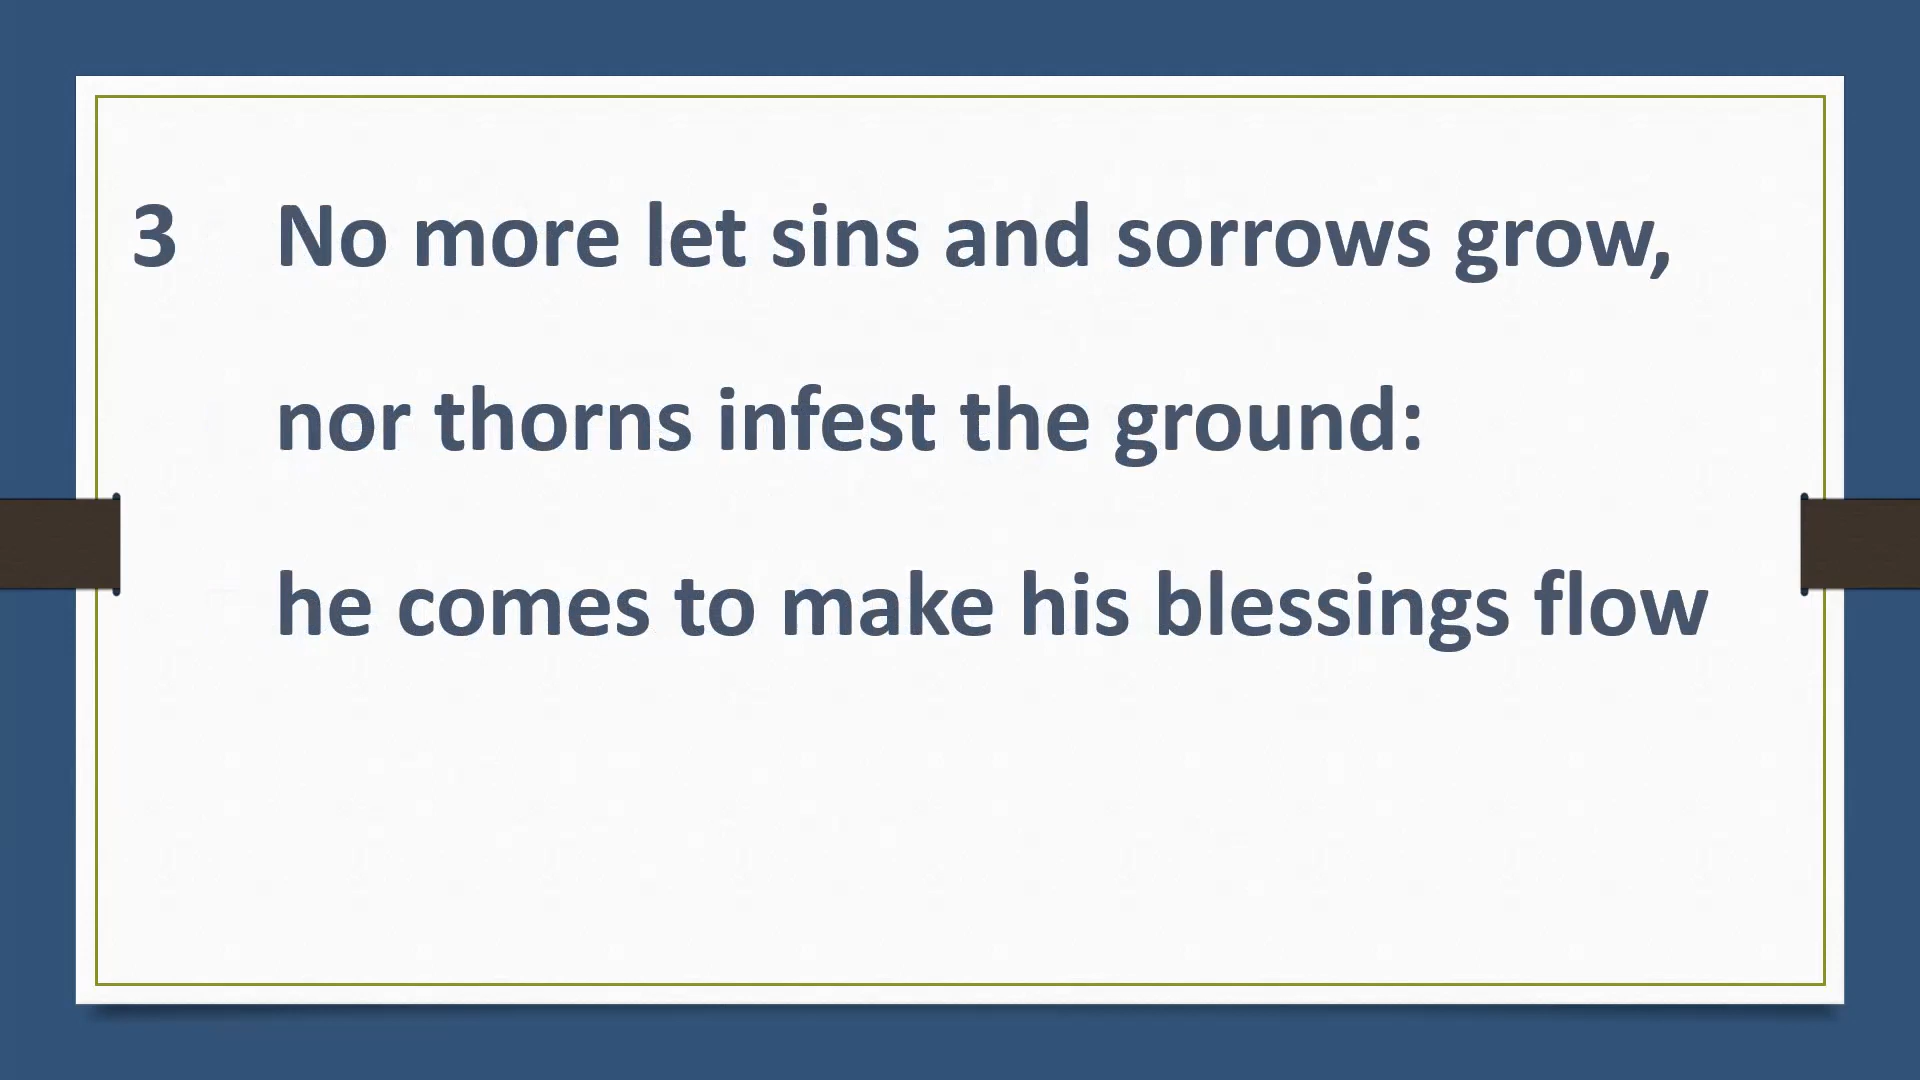 3 No more let sins and sorrows grow,
nor thorns infest the ground:
he comes to make his blessings flow